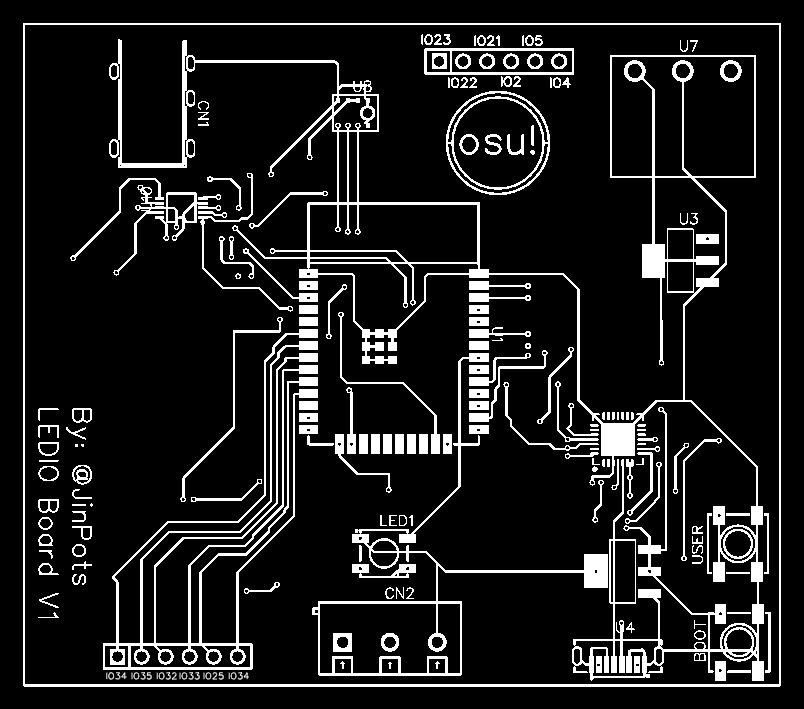 IO23
IO21
IO5
IO22
IO2
IO4
U7
CN1
U8
osu!
U3
U1
By: @JinPots
LEDIO Board V1
LED1
CN2
USER
BOOT
U4
IO34
IO35
IO32
IO33
IO25
IO34